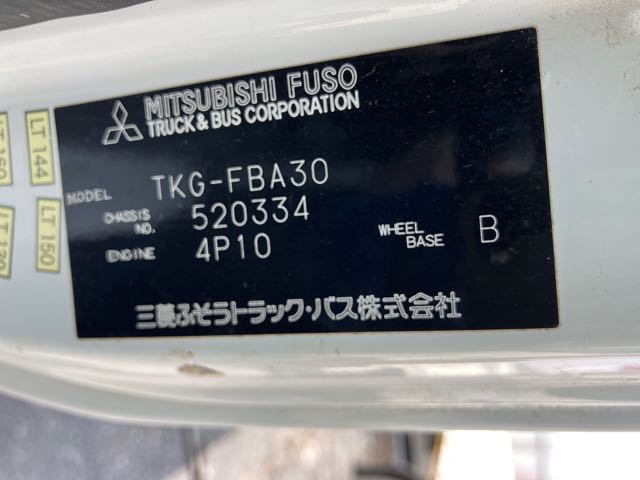 MITSUBISHI FUSO
TRUCK & BUS CORPORATION
MODEL TKG-FBA30
CHASSIS NO. 520334
ENGINE 4P10
WHEEL BASE B
三菱ふそうトラック・バス株式会社
LT 144
LT 150